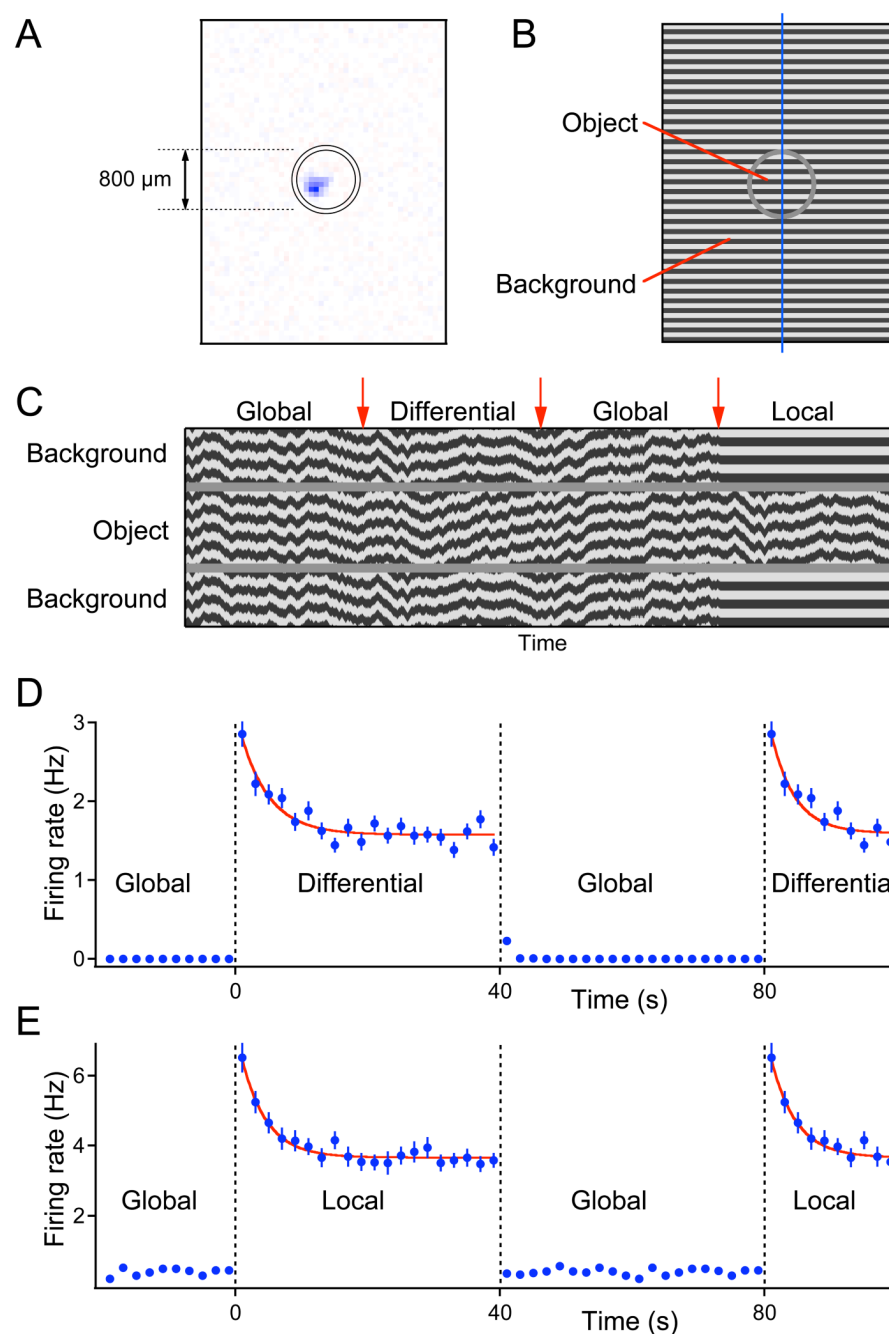 A
800 µm
B
Object
Background
C
Global Differential Global Local
Background
Object
Background
Time
D
Firing rate (Hz)
3
2
1
0
Global Differential Global Differentia
0 40 80
Time (s)
E
Firing rate (Hz)
6
4
2
Global Local Global Local
0 40 80
Time (s)